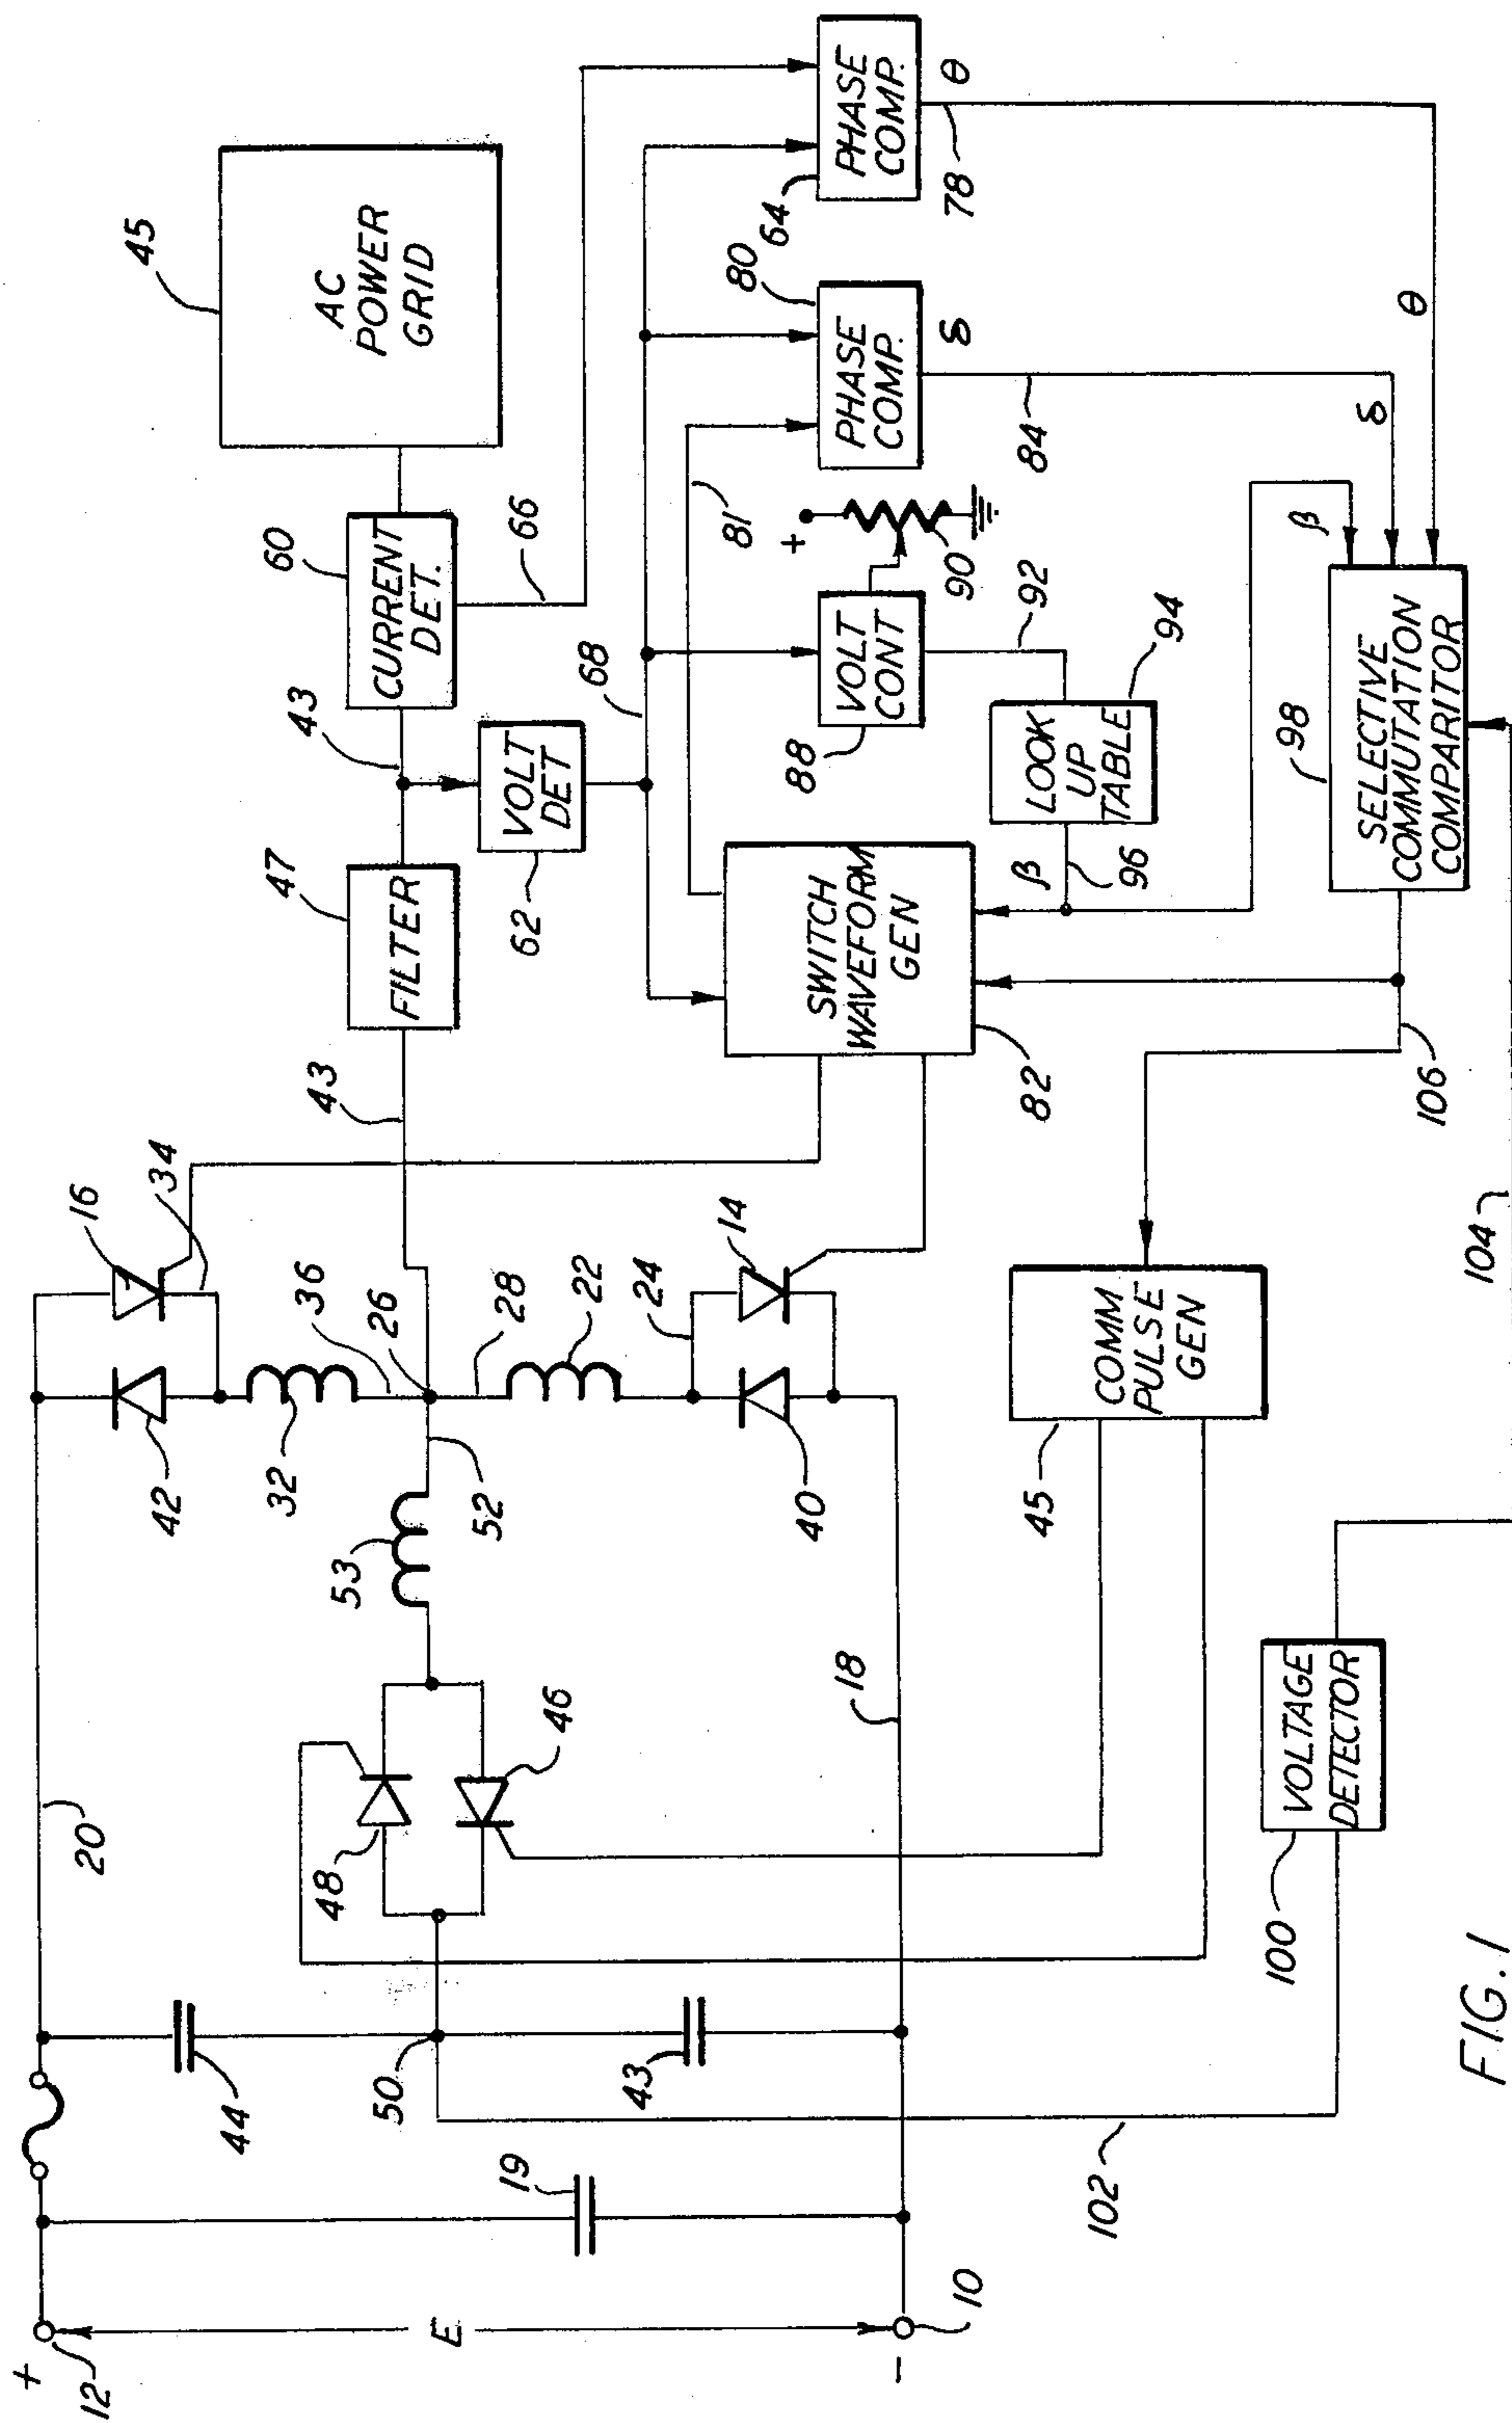 +
12
E
-
10
19
44
50
43
102
20
48
46
53
52
18
42
32
16
34
36
26
28
22
24
14
40
43
47
FILTER
43
60
CURRENT
DET.
66
45
AC
POWER
GRID
62
VOLT
DET
68
81
80
PHASE
COMP.
δ
84
64
PHASE
COMP.
θ
78
88
VOLT
CONT
+
90
92
94
LOOK
UP
TABLE
β
96
SWITCH
WAVEFORM
GEN
82
45
COMM
PULSE
GEN
100
VOLTAGE
DETECTOR
104
106
98
SELECTIVE
COMMUTATION
COMPARITOR
β
δ
θ
FIG. 1